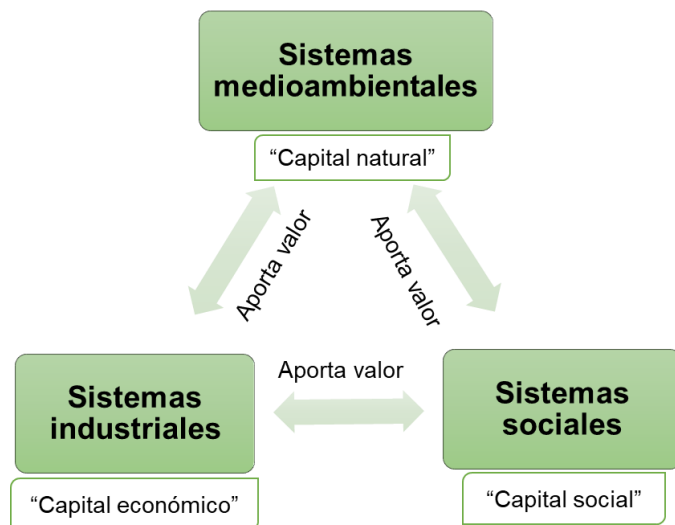 Sistemas
medioambientales
“Capital natural”
Aporta valor
Aporta valor
Aporta valor
Sistemas
industriales
“Capital económico”
Sistemas
sociales
“Capital social”